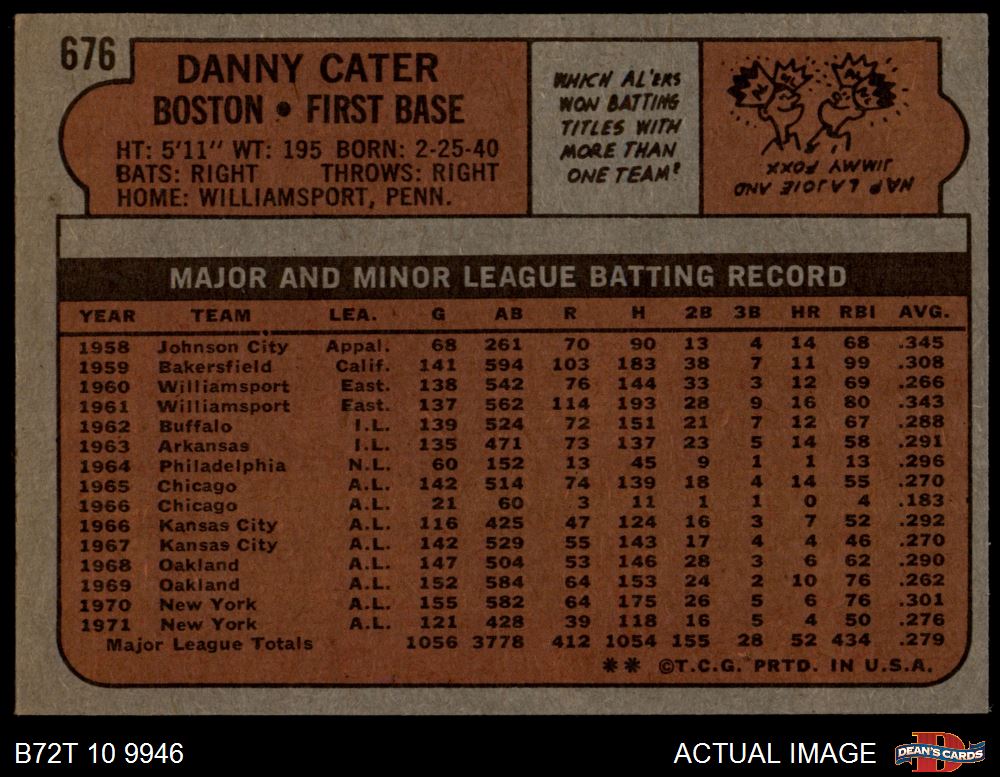 676
DANNY CATER
BOSTON • FIRST BASE
HT: 5'11" WT: 195 BORN: 2-25-40
BATS: RIGHT THROWS: RIGHT
HOME: WILLIAMSPORT, PENN.
WHICH AL'ERS
WON BATTING
TITLES WITH
MORE THAN
ONE TEAM?
NAP LAJOIE AND
JIMMY FOXX
MAJOR AND MINOR LEAGUE BATTING RECORD
YEAR TEAM LEA. G AB R H 2B 3B HR RBI AVG.
1958 Johnson City Appal. 68 261 70 90 13 4 14 68 .345
1959 Bakersfield Calif. 141 594 103 183 38 7 11 99 .308
1960 Williamsport East. 138 542 76 144 33 3 12 69 .266
1961 Williamsport East. 137 562 114 193 28 9 16 80 .343
1962 Buffalo I.L. 139 524 72 151 21 7 12 67 .288
1963 Arkansas I.L. 135 471 73 137 23 5 14 58 .291
1964 Philadelphia N.L. 60 152 13 45 9 1 1 13 .296
1965 Chicago A.L. 142 514 74 139 18 4 14 55 .270
1966 Chicago A.L. 21 60 3 11 1 1 0 4 .183
1966 Kansas City A.L. 116 425 47 124 16 3 7 52 .292
1967 Kansas City A.L. 142 529 55 143 17 4 4 46 .270
1968 Oakland A.L. 147 504 53 146 28 3 6 62 .290
1969 Oakland A.L. 152 584 64 153 24 2 10 76 .262
1970 New York A.L. 155 582 64 175 26 5 6 76 .301
1971 New York A.L. 121 428 39 118 16 5 4 50 .276
Major League Totals 1056 3778 412 1054 155 28 52 434 .279
** ©T.C.G. PRTD. IN U.S.A.
B72T 10 9946
ACTUAL IMAGE
D
DEAN'S CARDS